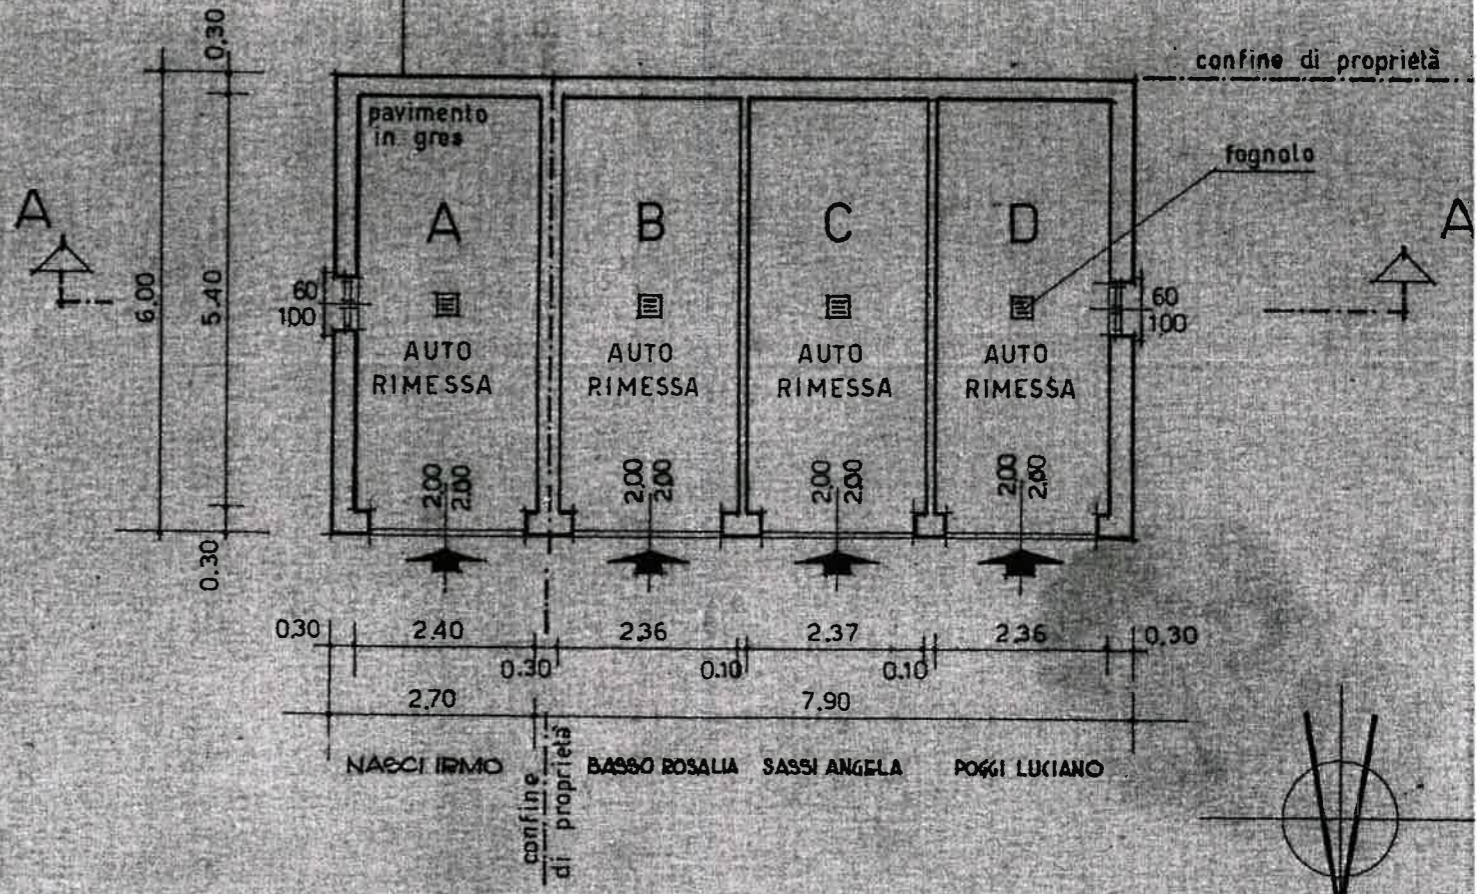 0,30
confine di proprietà
pavimento
in gres
fognolo
A
A
B
C
D
A
6,00
5.40
60
100
60
100
AUTO
RIMESSA
AUTO
RIMESSA
AUTO
RIMESSA
AUTO
RIMESSA
2,00
2,00
2,00
2,00
2,00
2,00
2,00
2,00
0.30
0,30
2.40
2,36
2.37
2,36
0,30
0.30
0.10
0.10
2.70
7.90
NASCI IRMO
BASSO ROSALIA
SASSI ANGELA
POGGI LUCIANO
confine
di proprietà